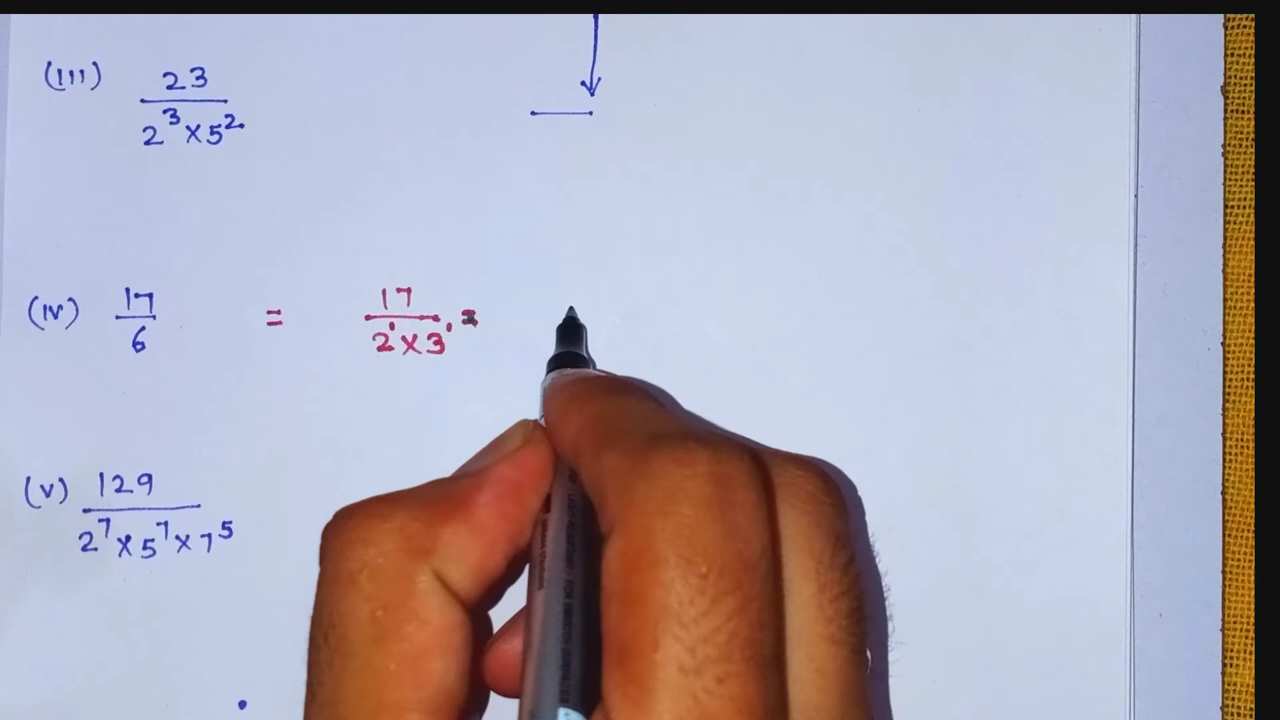 (III) 23 / 2³ × 5²
(IV) 17 / 6 = 17 / 2¹ × 3¹ =
(V) 129 / 2⁷ × 5⁷ × 7⁵